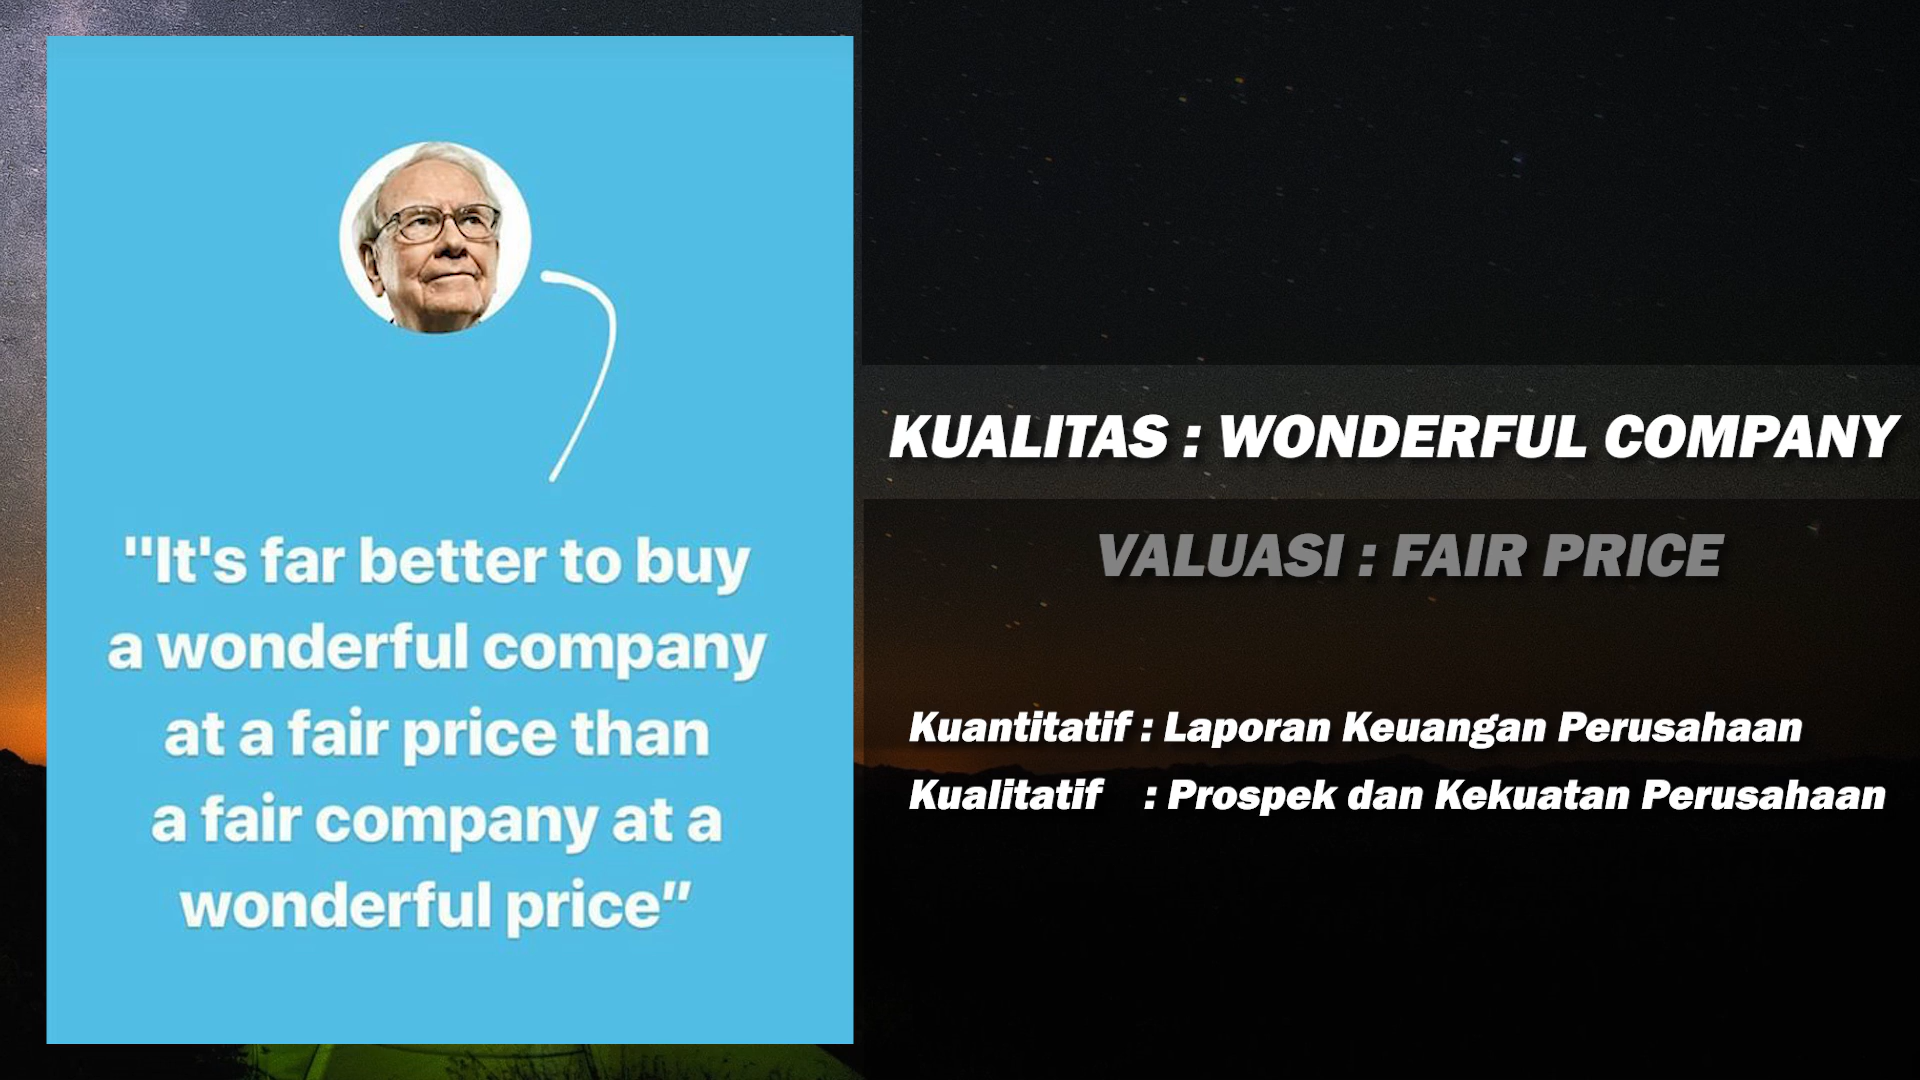 "It's far better to buy
a wonderful company
at a fair price than
a fair company at a
wonderful price”
KUALITAS : WONDERFUL COMPANY
VALUASI : FAIR PRICE
Kuantitatif : Laporan Keuangan Perusahaan
Kualitatif : Prospek dan Kekuatan Perusahaan